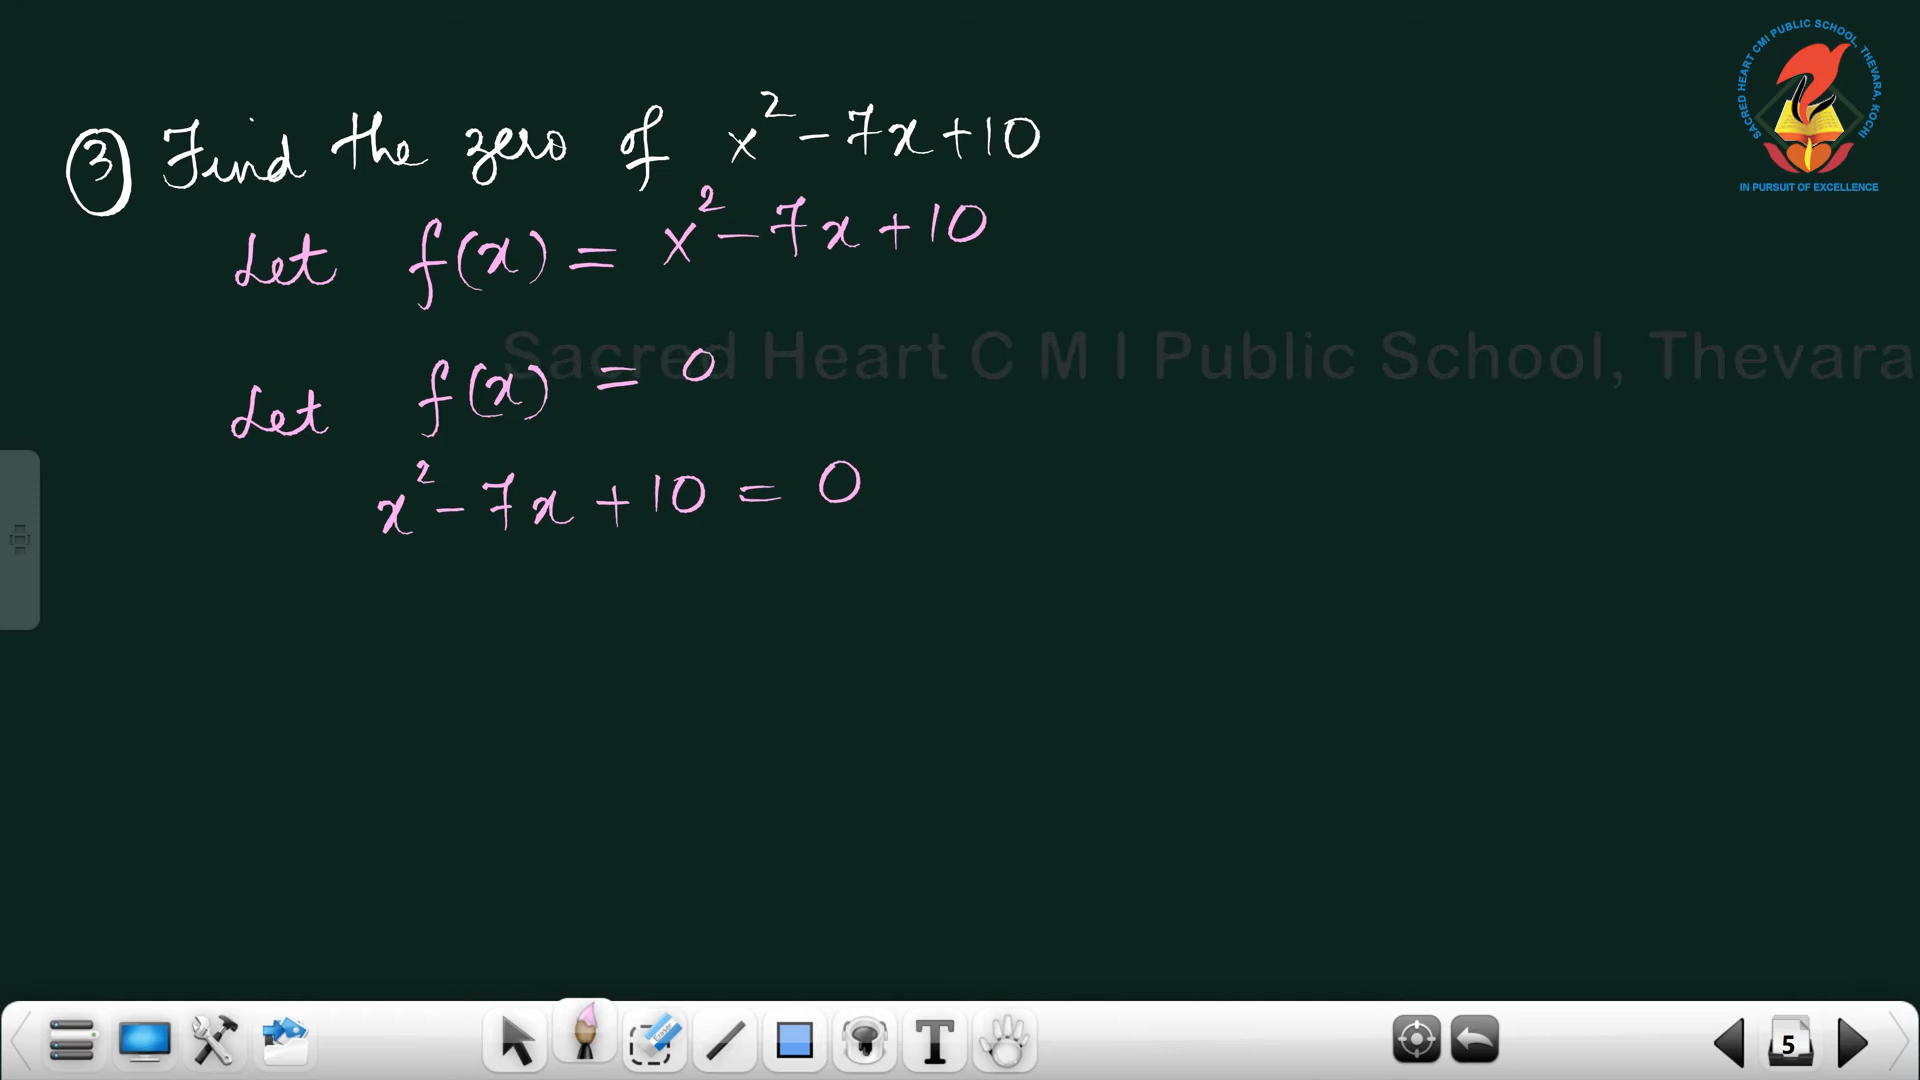 SACRED HEART CMI PUBLIC SCHOOL, THEVARA, KOCHI
IN PURSUIT OF EXCELLENCE
③ Find the zero of x² - 7x + 10
Let f(x) = x² - 7x + 10
Sacred Heart C M I Public School, Thevara
Let f(x) = 0
x² - 7x + 10 = 0
Eraser
T
5